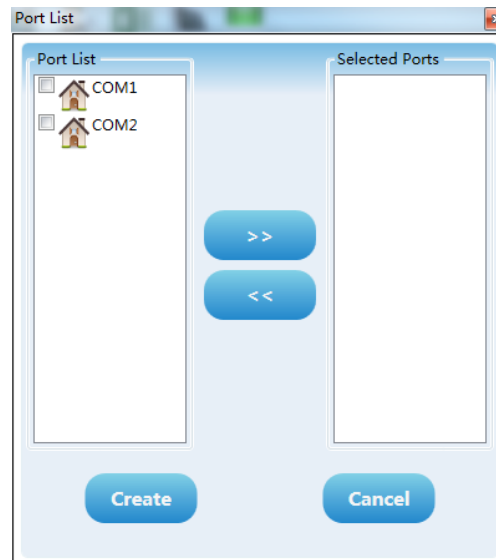 Port List
Port List
Selected Ports
COM1
COM2
>>
<<
Create
Cancel